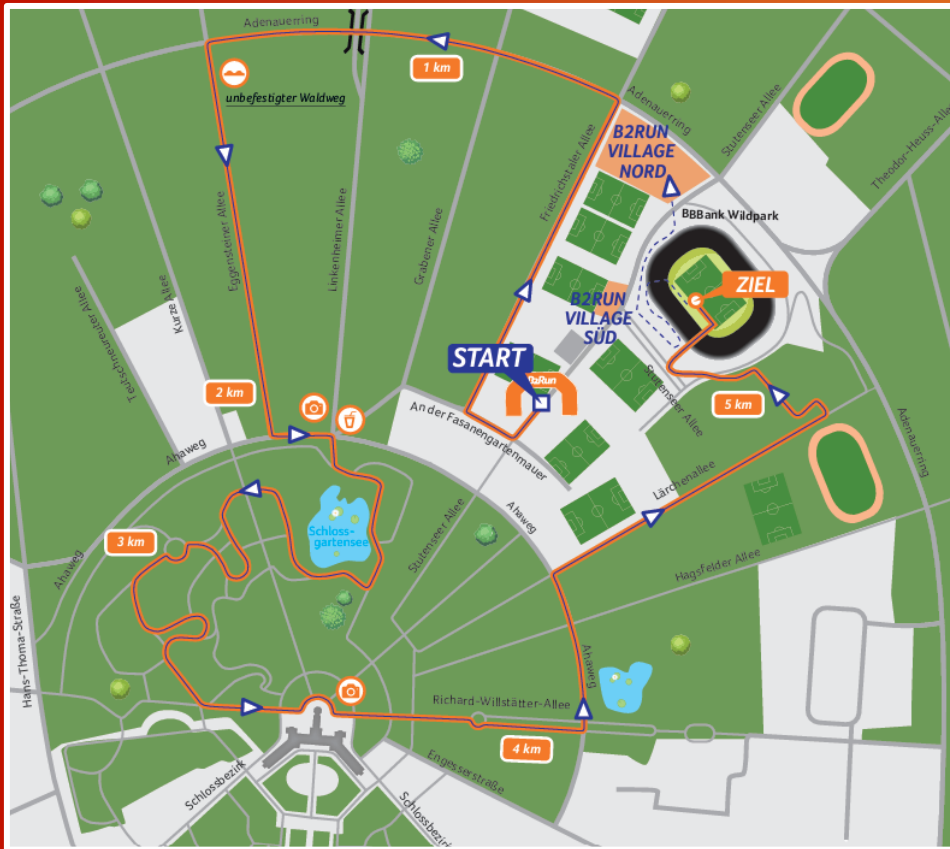 Adenauerring
1 km
unbefestigter Waldweg
Friedrichstaler Allee
Adenauerring
Stutenseer Allee
Theodor-Heuss-Alle
B2RUN
VILLAGE
NORD
BBBank Wildpark
ZIEL
B2RUN
VILLAGE
SÜD
START
B2Run
Eggensteiner Allee
Linkenheimer Allee
Grabener Allee
Kurze Allee
Teutschneureuter Allee
2 km
An der Fasanengartenmauer
Stutenseer Allee
5 km
Adenauerring
Ahaweg
Lärchenallee
Ahaweg
Schloss-
gartensee
Stutenseer Allee
3 km
Ahaweg
Hagsfelder Allee
Hans-Thoma-Straße
Ahaweg
Richard-Willstätter-Allee
4 km
Engesserstraße
Schlossbezirk
Schlossbezirk